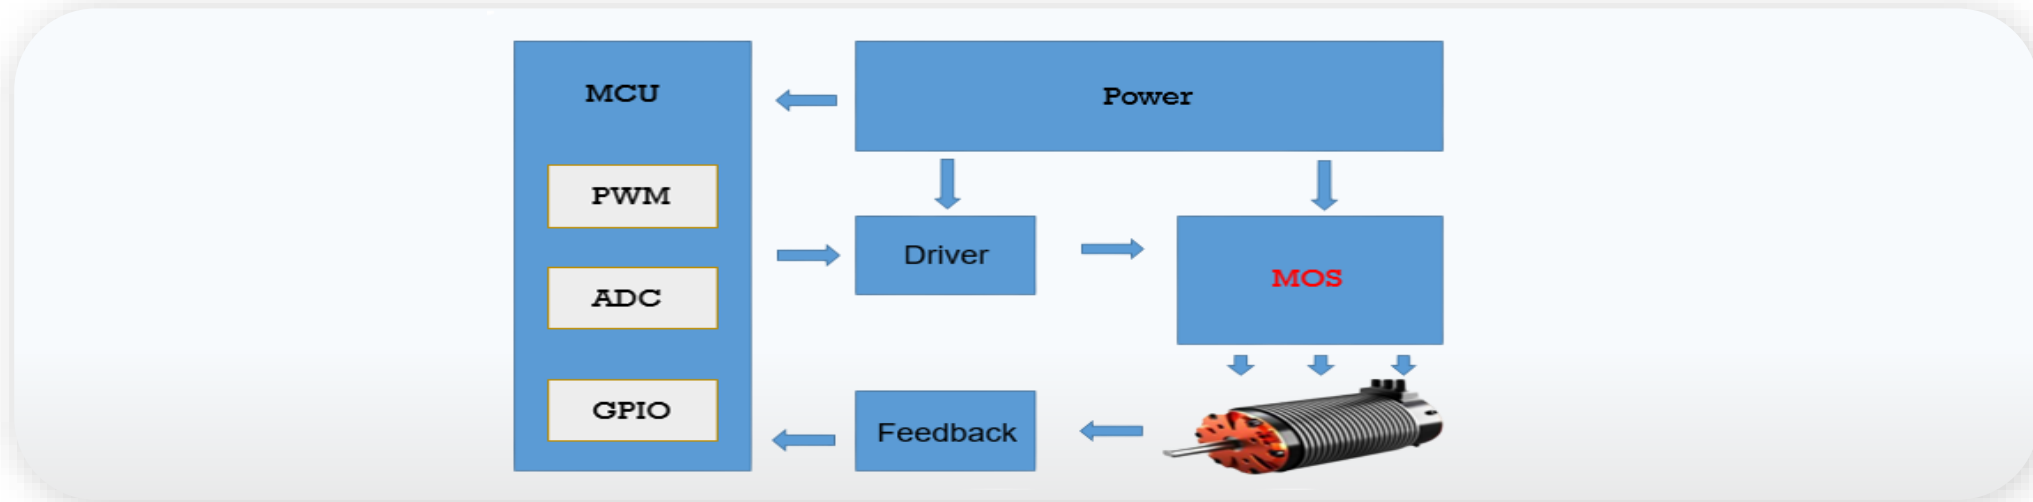 MCU
Power
PWM
Driver
ADC
MOS
GPIO
Feedback